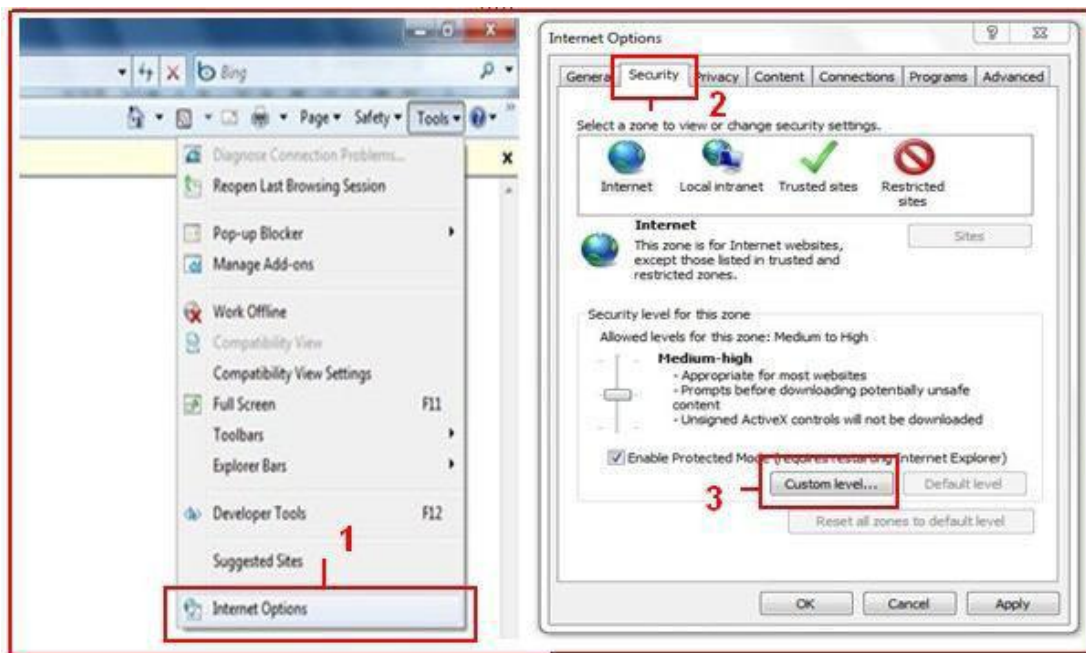 Bing
Page Safety Tools
Diagnose Connection Problems...
Reopen Last Browsing Session
Pop-up Blocker
Manage Add-ons
Work Offline
Compatibility View
Compatibility View Settings
Full Screen F11
Toolbars
Explorer Bars
Developer Tools F12
Suggested Sites
1
Internet Options
Internet Options
General Security Privacy Content Connections Programs Advanced
2
Select a zone to view or change security settings.
Internet Local intranet Trusted sites Restricted
sites
Internet
Sites
This zone is for Internet websites,
except those listed in trusted and
restricted zones.
Security level for this zone
Allowed levels for this zone: Medium to High
Medium-high
- Appropriate for most websites
- Prompts before downloading potentially unsafe
content
- Unsigned ActiveX controls will not be downloaded
Enable Protected Mode (requires restarting Internet Explorer)
3
Custom level... Default level
Reset all zones to default level
OK Cancel Apply